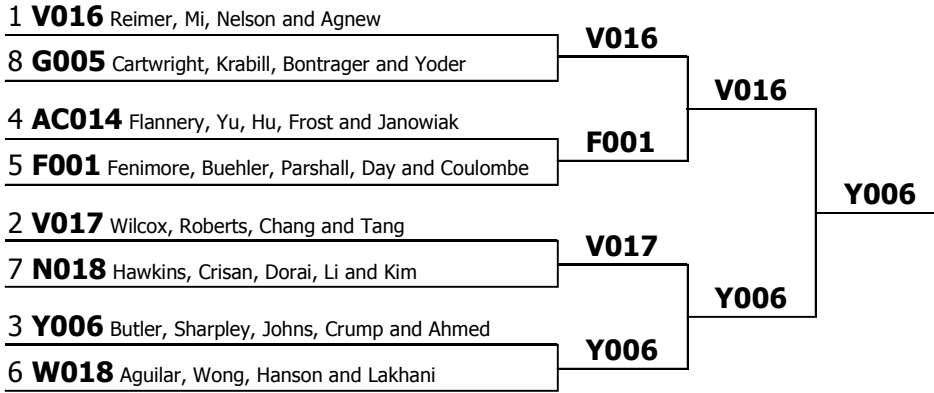 1 V016 Reimer, Mi, Nelson and Agnew
V016
8 G005 Cartwright, Krabill, Bontrager and Yoder
V016
4 AC014 Flannery, Yu, Hu, Frost and Janowiak
F001
5 F001 Fenimore, Buehler, Parshall, Day and Coulombe
Y006
2 V017 Wilcox, Roberts, Chang and Tang
V017
7 N018 Hawkins, Crisan, Dorai, Li and Kim
Y006
3 Y006 Butler, Sharpley, Johns, Crump and Ahmed
Y006
6 W018 Aguilar, Wong, Hanson and Lakhani